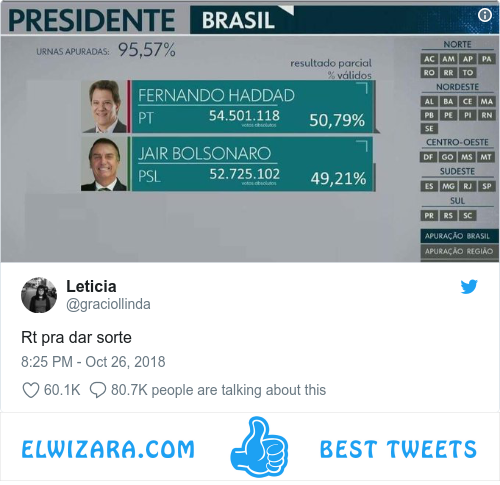 PRESIDENTE BRASIL
URNAS APURADAS: 95,57%
resultado parcial
% válidos
FERNANDO HADDAD
PT 54.501.118 50,79%
votos absolutos
JAIR BOLSONARO
PSL 52.725.102 49,21%
votos absolutos
NORTE
AC AM AP PA
RO RR TO
NORDESTE
AL BA CE MA
PB PE PI RN
SE
CENTRO-OESTE
DF GO MS MT
SUDESTE
ES MG RJ SP
SUL
PR RS SC
APURAÇÃO BRASIL
APURAÇÃO REGIÃO
Leticia
@graciollinda
Rt pra dar sorte
8:25 PM - Oct 26, 2018
60.1K 80.7K people are talking about this
ELWIZARA.COM BEST TWEETS